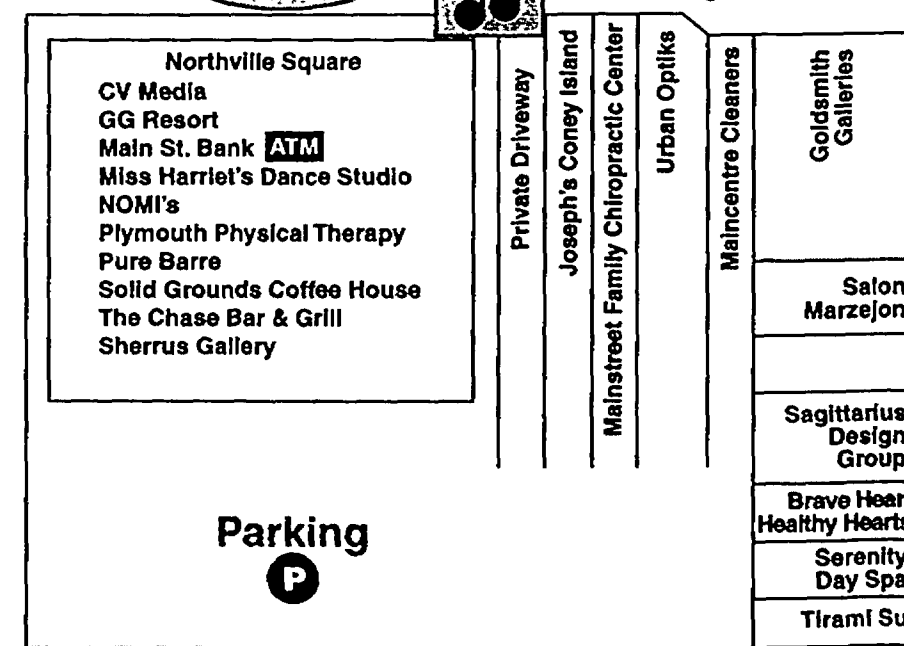 Northville Square
CV Media
GG Resort
Main St. Bank ATM
Miss Harriet's Dance Studio
NOMI's
Plymouth Physical Therapy
Pure Barre
Solid Grounds Coffee House
The Chase Bar & Grill
Sherrus Gallery
Private Driveway
Joseph's Coney Island
Mainstreet Family Chiropractic Center
Urban Optiks
Maincentre Cleaners
Goldsmith
Galleries
Salon
Marzejon
Sagittarius
Design
Group
Brave Hear
Healthy Hearts
Serenity
Day Spa
Tirami Su
Parking
P